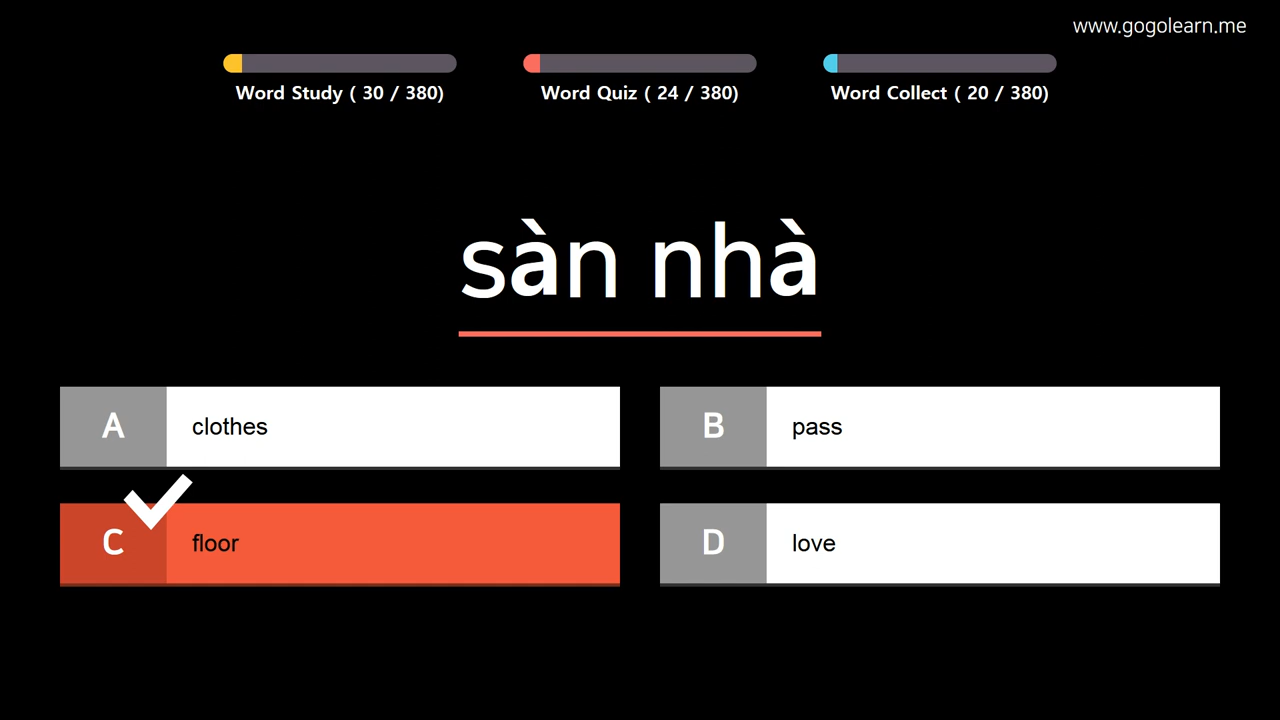 www.gogolearn.me
Word Study ( 30 / 380)
Word Quiz ( 24 / 380)
Word Collect ( 20 / 380)
sàn nhà
A clothes
B pass
C floor
D love